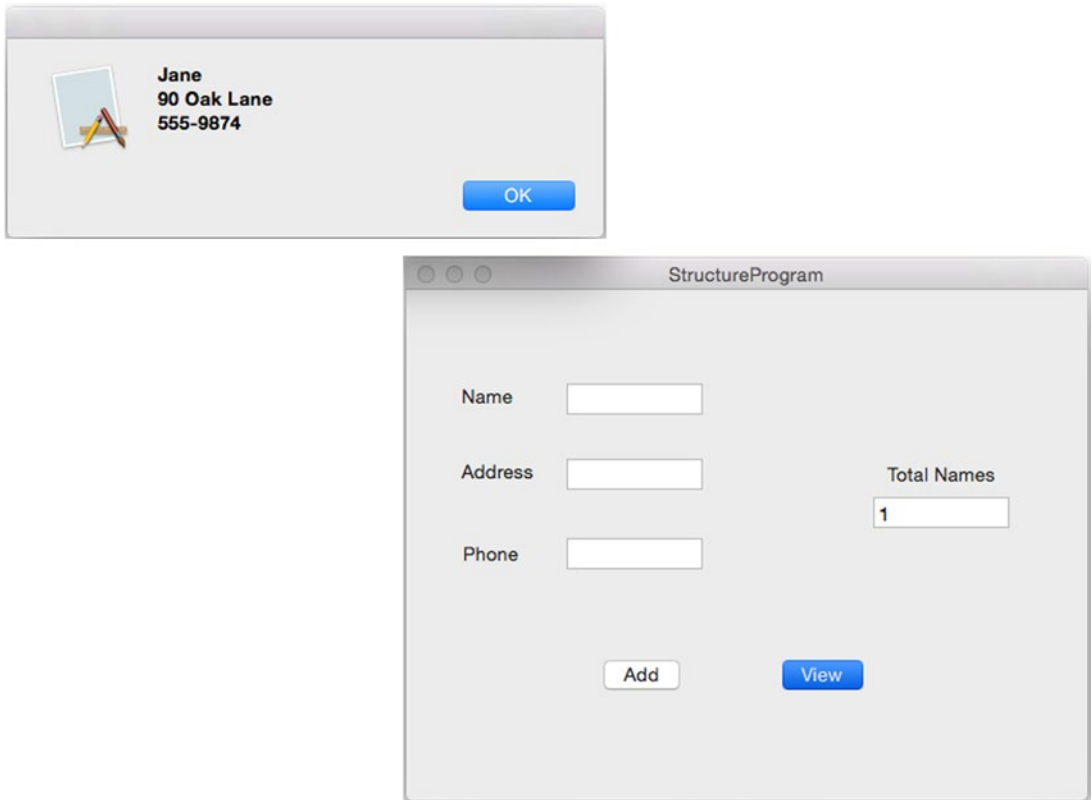 Jane
90 Oak Lane
555-9874
OK
StructureProgram
Name
Address
Total Names
1
Phone
Add
View